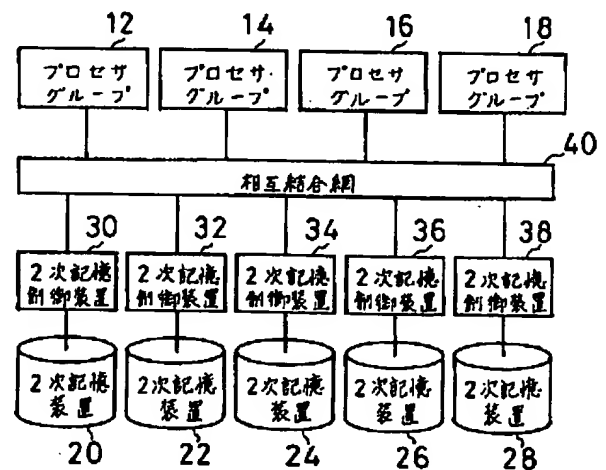 12 14 16 18
プロセサ プロセサ プロセサ プロセサ
グループ グループ グループ グループ
40
相互結合網
30 32 34 36 38
2次記憶 2次記憶 2次記憶 2次記憶 2次記憶
制御装置 制御装置 制御装置 制御装置 制御装置
2次記憶 2次記憶 2次記憶 2次記憶 2次記憶
装置 装置 装置 装置 装置
20 22 24 26 28